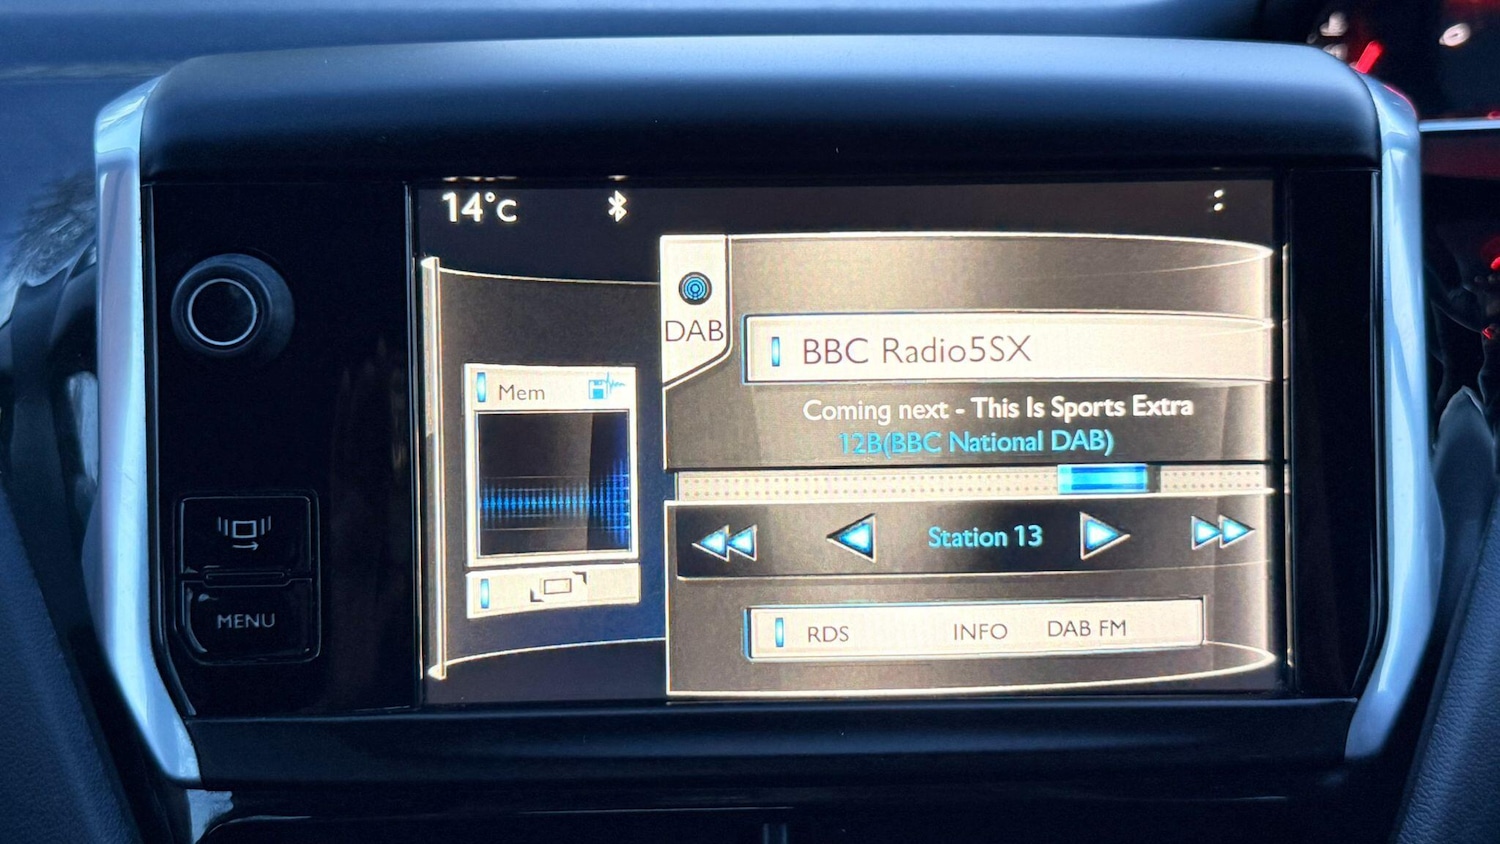 14°C
DAB
BBC Radio5SX
Mem
Coming next - This Is Sports Extra
12B(BBC National DAB)
Station 13
MENU
RDS INFO DAB FM